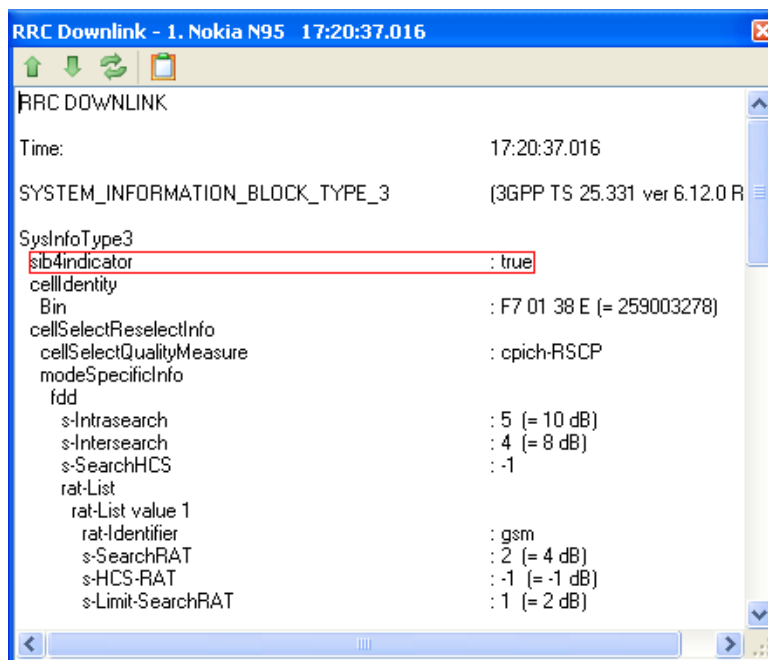 RRC Downlink - 1. Nokia N95 17:20:37.016
RRC DOWNLINK
Time: 17:20:37.016
SYSTEM_INFORMATION_BLOCK_TYPE_3 (3GPP TS 25.331 ver 6.12.0 R
SysInfoType3
sib4indicator : true
cellIdentity
Bin : F7 01 38 E (= 259003278)
cellSelectReselectInfo
cellSelectQualityMeasure : cpich-RSCP
modeSpecificInfo
fdd
s-Intrasearch : 5 (= 10 dB)
s-Intersearch : 4 (= 8 dB)
s-SearchHCS : -1
rat-List
rat-List value 1
rat-Identifier : gsm
s-SearchRAT : 2 (= 4 dB)
s-HCS-RAT : -1 (= -1 dB)
s-Limit-SearchRAT : 1 (= 2 dB)